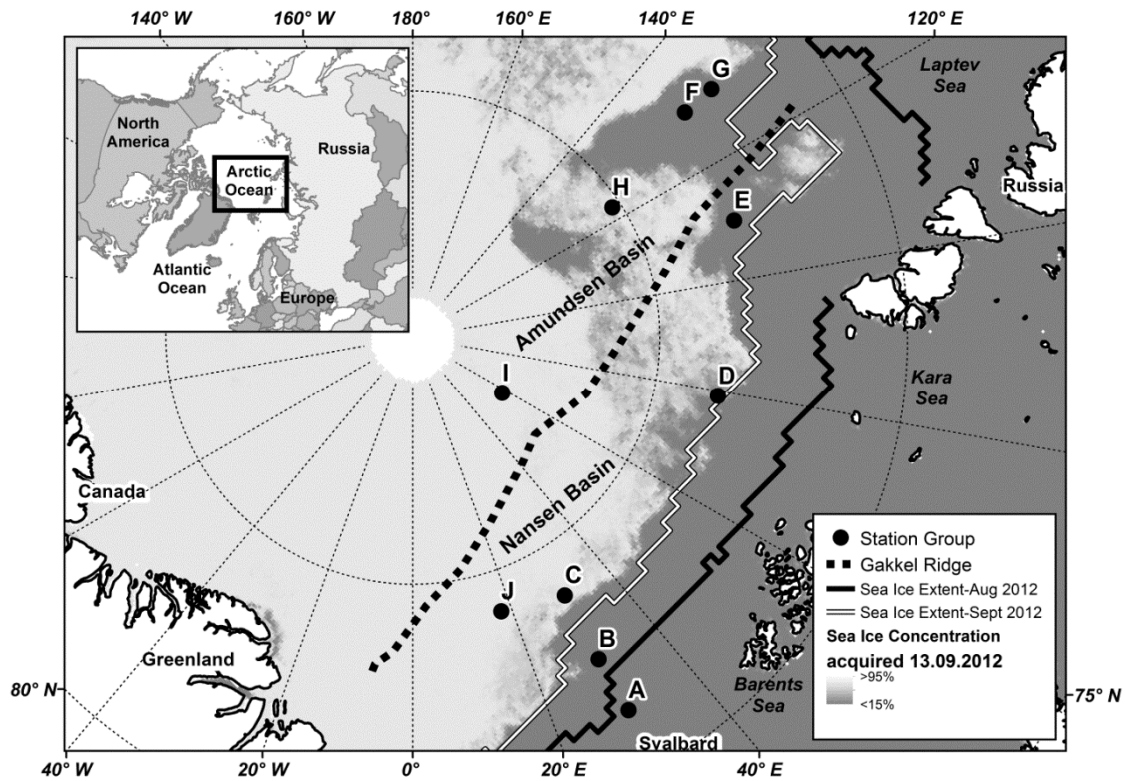 140° W 160° W 180° 160° E 140° E 120° E
Laptev
Sea
North
America
Russia
Arctic
Ocean
Atlantic
Ocean
Europe
G
F
H
E
Russia
Amundsen Basin
I
D
Kara
Sea
Canada
Nansen Basin
C
J
B
A
Greenland
Barents
Sea
Svalbard
Station Group
Gakkel Ridge
Sea Ice Extent-Aug 2012
Sea Ice Extent-Sept 2012
Sea Ice Concentration
acquired 13.09.2012
>95%
<15%
80° N
75° N
40° W 20° W 0° 20° E 40° E